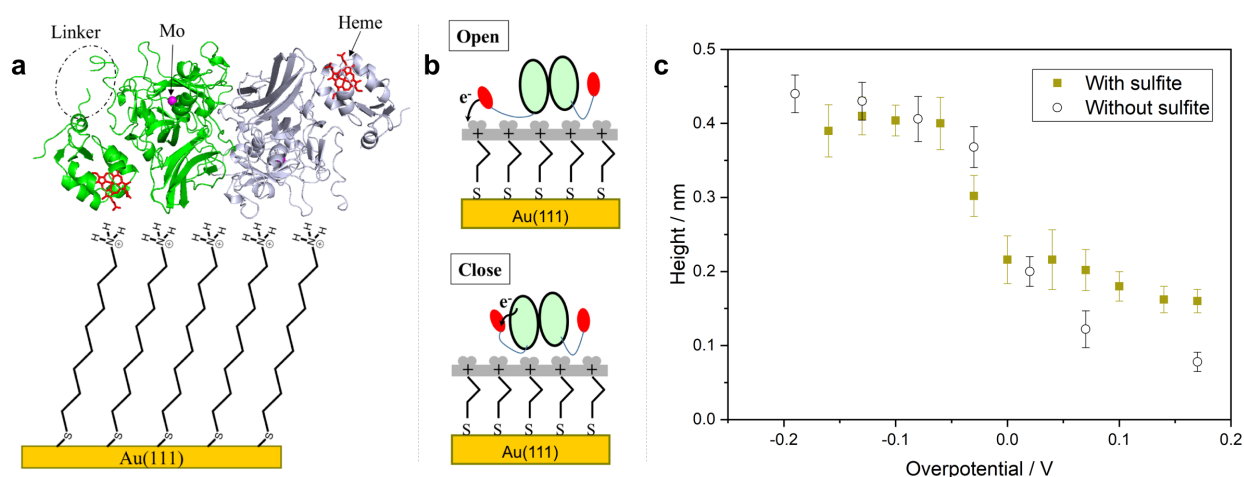 a
Linker
Mo
Heme
H H H H H H H H H H
H N H N H N H N H N
⊕ ⊕ ⊕ ⊕ ⊕
S S S S S
Au(111)
b
Open
e-
+ + + + +
S S S S S
Au(111)
Close
e-
+ + + + +
S S S S S
Au(111)
c
With sulfite
Without sulfite
Height / nm
0.5
0.4
0.3
0.2
0.1
0.0
-0.2 -0.1 0.0 0.1 0.2
Overpotential / V